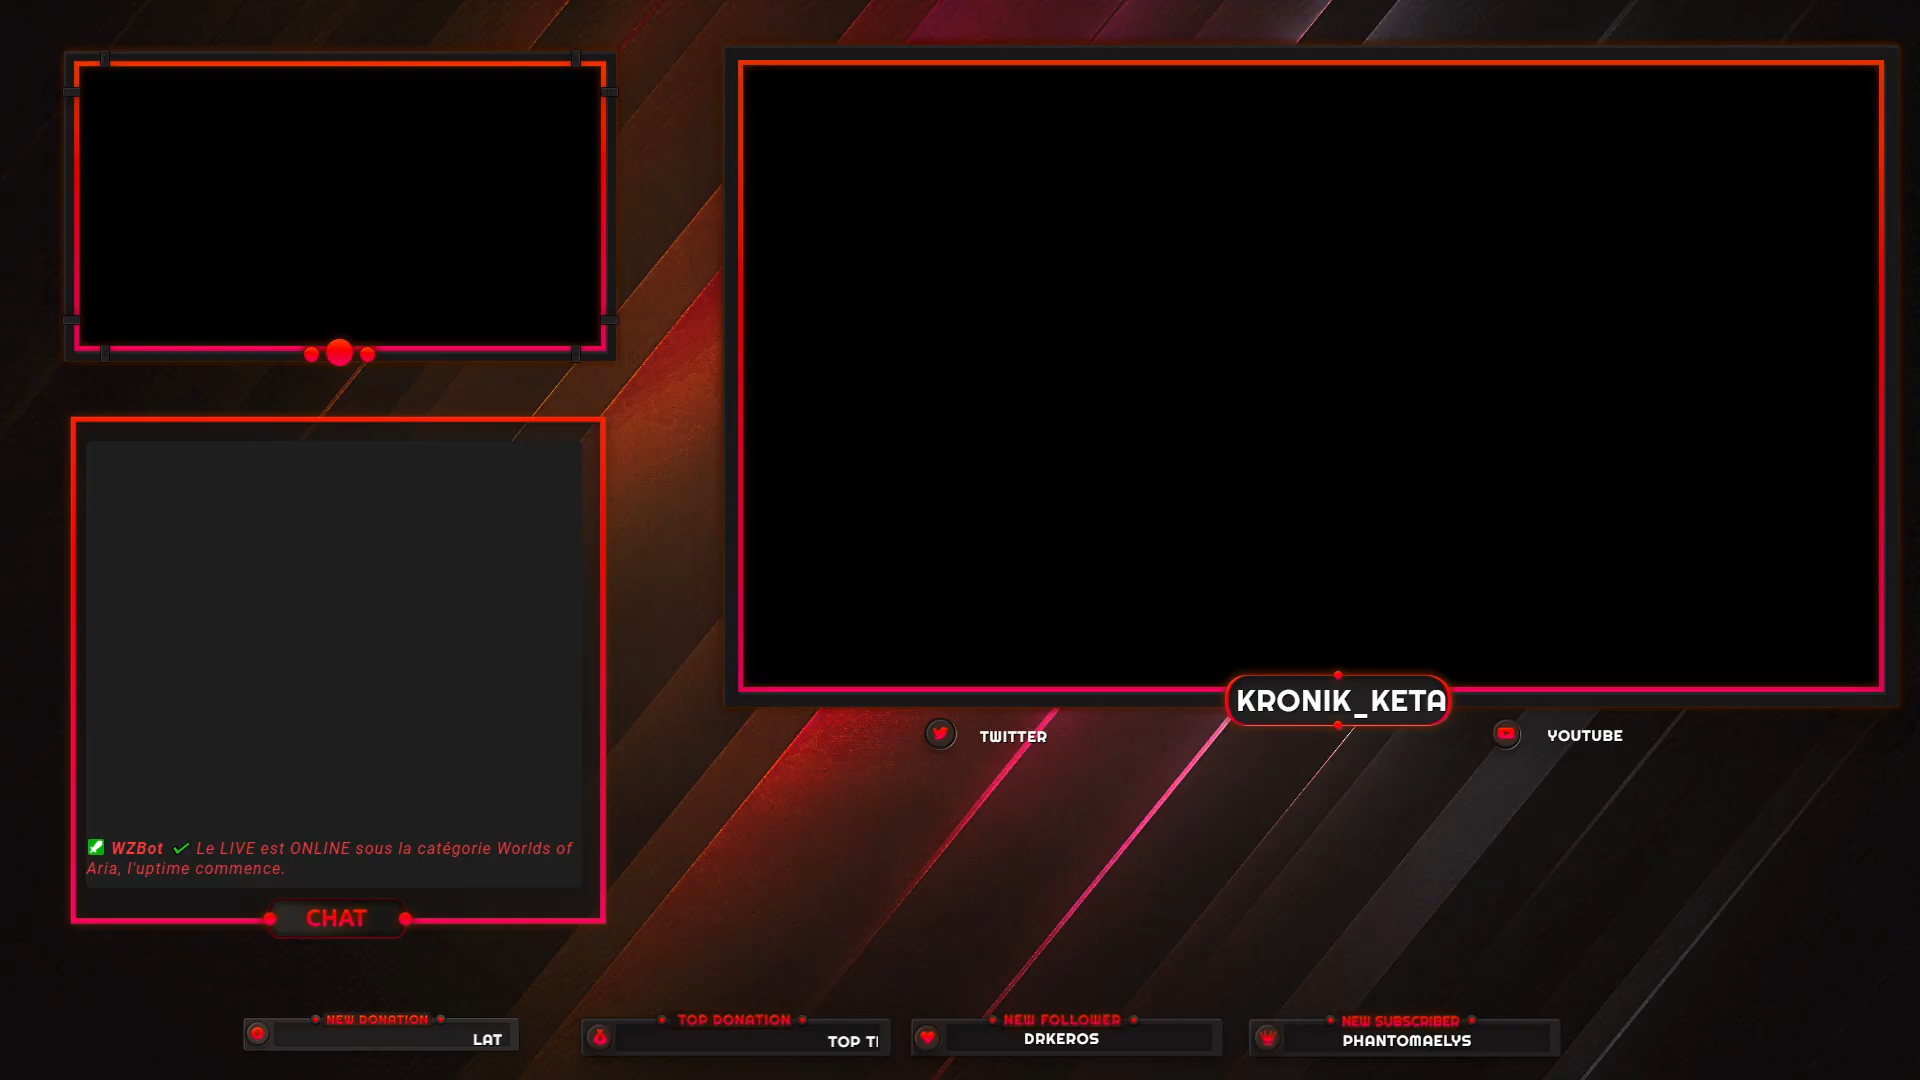 KRONIK_KETA
TWITTER
YOUTUBE
WZBot ✓ Le LIVE est ONLINE sous la catégorie Worlds of
Aria, l'uptime commence.
CHAT
NEW DONATION
LAT
TOP DONATION
TOP TI
NEW FOLLOWER
DRKEROS
NEW SUBSCRIBER
PHANTOMAELYS